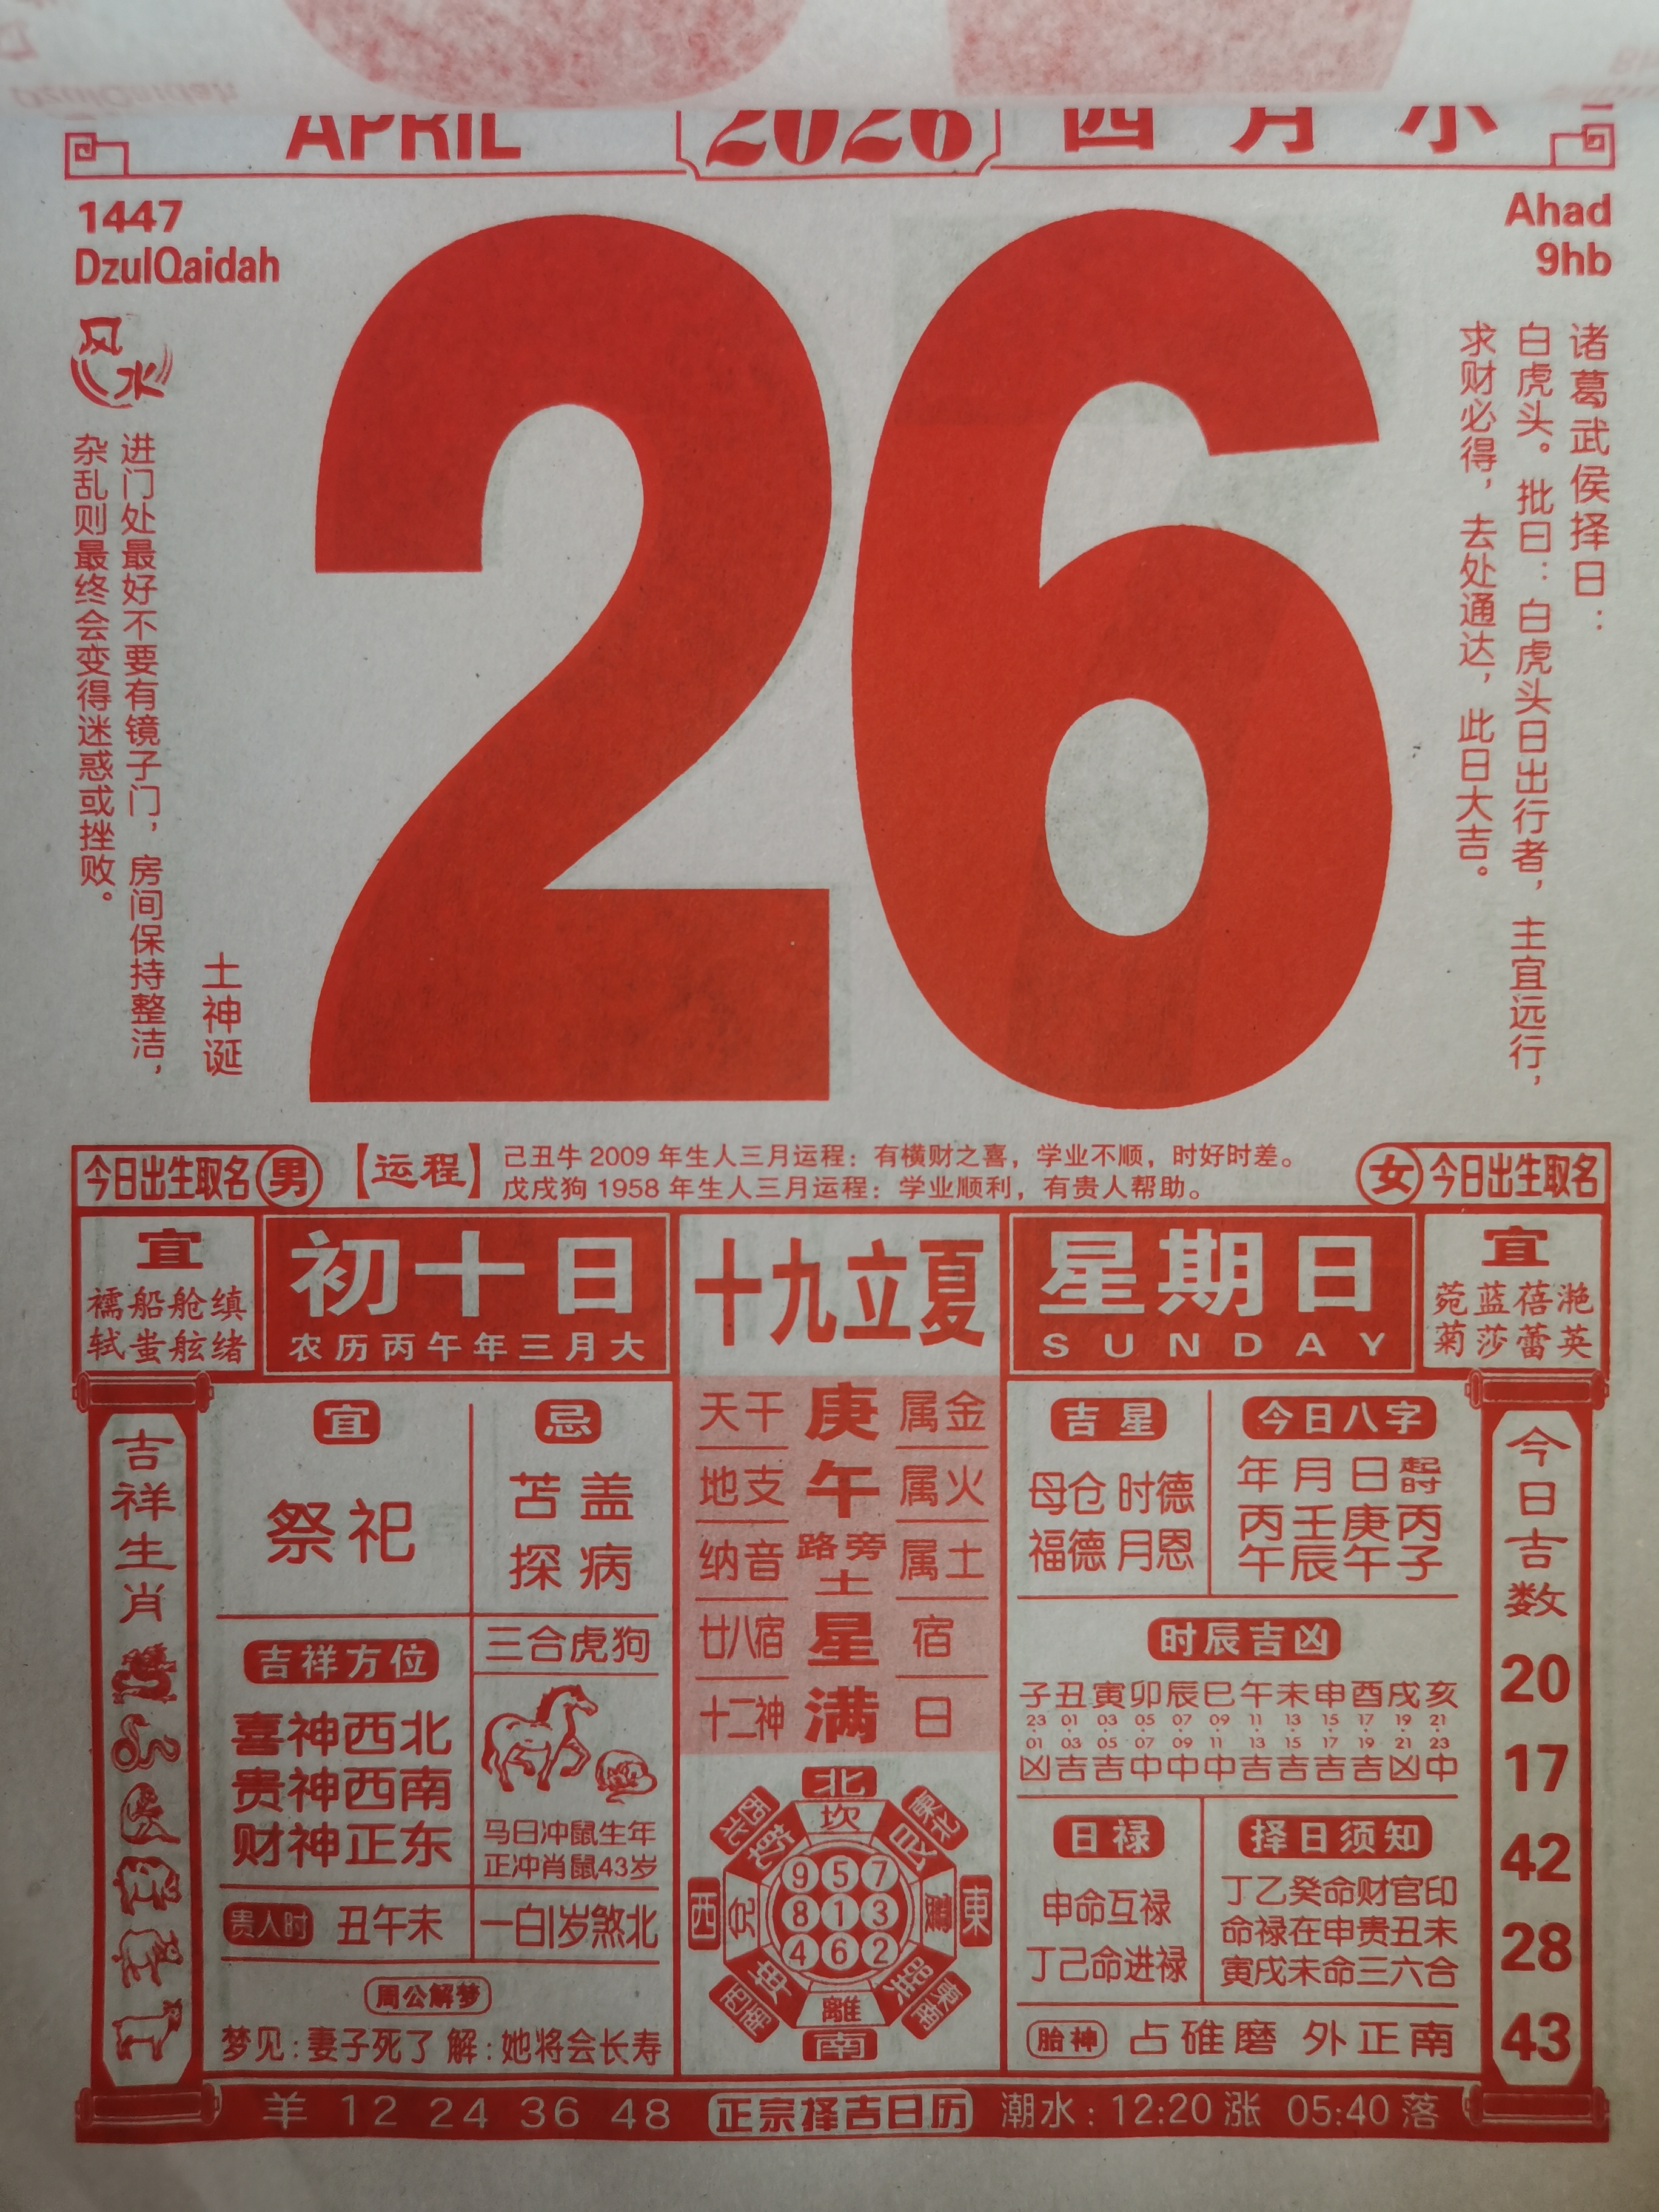 APRIL 2026 四月小
1447
DzulQaidah
Ahad
9hb
26
风水
进门处最好不要有镜子门，房间保持整洁，
杂乱则最终会变得迷惑或挫败。
土神诞
诸葛武侯择日：
白虎头。批曰：白虎头日出行者，主宜远行，
求财必得，去处通达，此日大吉。
今日出生取名 男
【运程】
己丑牛 2009 年生人三月运程：有横财之喜，学业不顺，时好时差。
戊戌狗 1958 年生人三月运程：学业顺利，有贵人帮助。
女 今日出生取名
宜
襦船舱缜
轼蚩舷绪
初十日
农历丙午年三月大
十九立夏
星期日
SUNDAY
宜
菀蓝蓓滟
菊莎蕾英
吉祥生肖
宜
祭祀
忌
苫盖
探病
吉祥方位
喜神西北
贵神西南
财神正东
三合虎狗
马日冲鼠生年
正冲肖鼠43岁
贵人时 丑午未
一白岁煞北
周公解梦
梦见：妻子死了 解：她将会长寿
天干 庚 属金
地支 午 属火
纳音 路旁土 属土
廿八宿 星 宿
十二神 满 日
北
西北 東北
坎
乾 艮
9 5 7
西 兑 8 1 3 震 東
4 6 2
坤 巽
離
西南 東南
南
吉星
母仓 时德
福德 月恩
今日八字
年 月 日 起时
丙 壬 庚 丙
午 辰 午 子
时辰吉凶
子 丑 寅 卯 辰 巳 午 未 申 酉 戌 亥
23 01 03 05 07 09 11 13 15 17 19 21
01 03 05 07 09 11 13 15 17 19 21 23
凶 吉 吉 中 中 中 吉 吉 吉 吉 凶 中
日禄
申命互禄
丁己命进禄
择日须知
丁乙癸命财官印
命禄在申贵丑未
寅戌未命三六合
胎神 占碓磨 外正南
今日吉数
20
17
42
28
43
羊 12 24 36 48
正宗择吉日历
潮水：12:20 涨 05:40 落